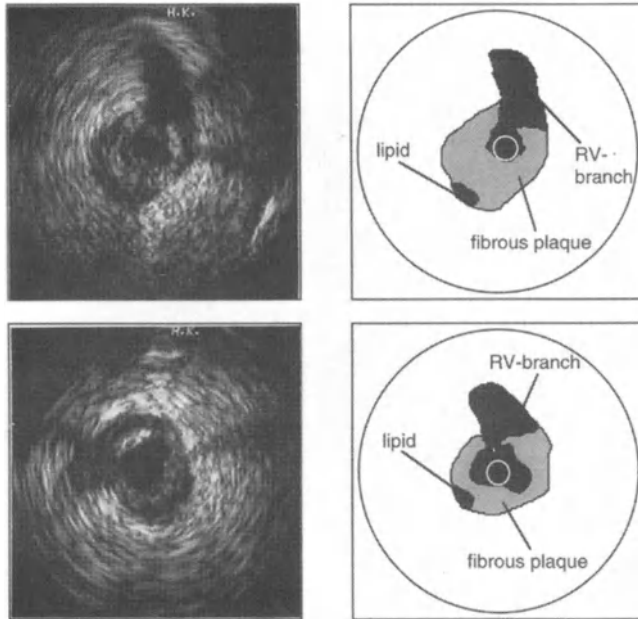 H.K.
lipid
RV-
branch
fibrous plaque
H.K.
RV-branch
lipid
fibrous plaque